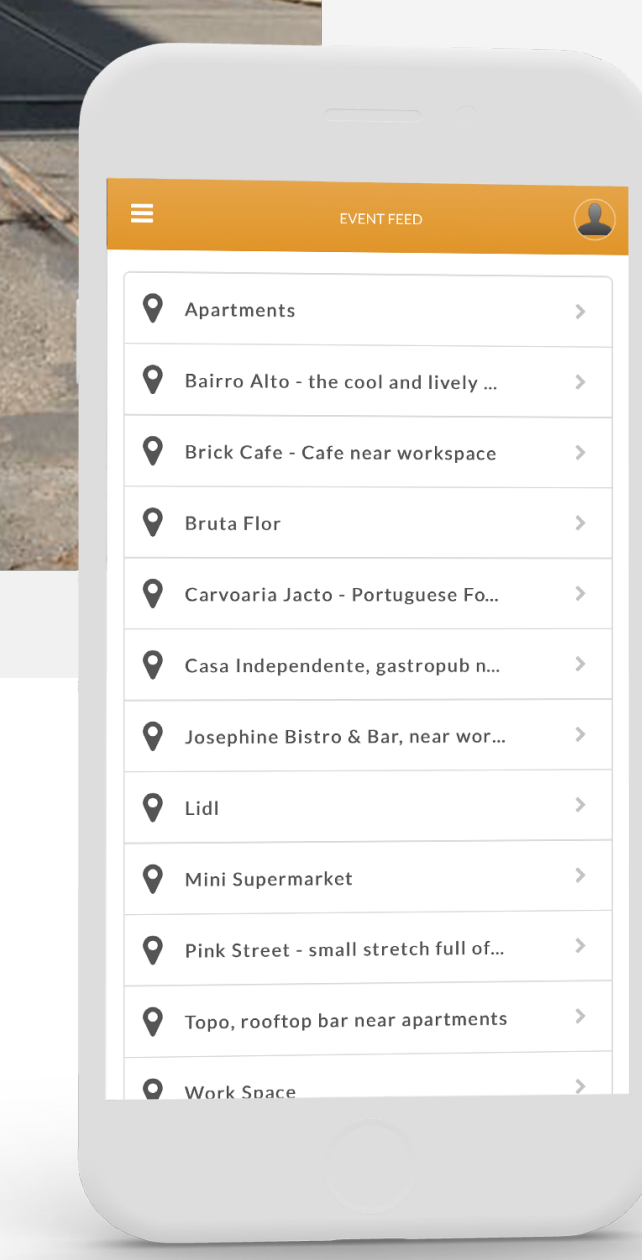 EVENT FEED
Apartments
Bairro Alto - the cool and lively ...
Brick Cafe - Cafe near workspace
Bruta Flor
Carvoaria Jacto - Portuguese Fo...
Casa Independente, gastropub n...
Josephine Bistro & Bar, near wor...
Lidl
Mini Supermarket
Pink Street - small stretch full of...
Topo, rooftop bar near apartments
Work Space